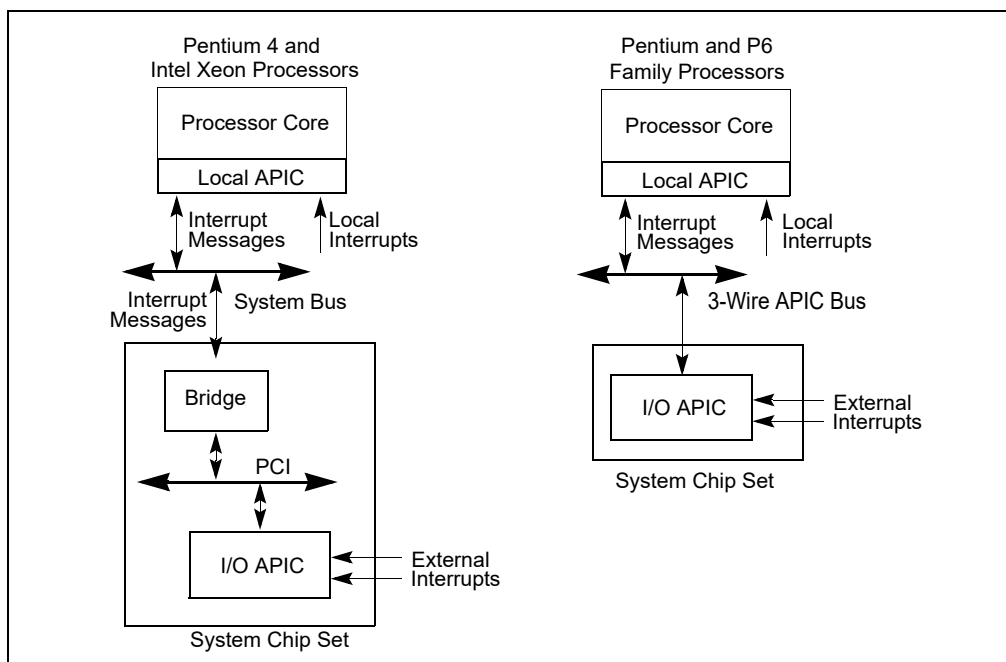 Pentium 4 and
Intel Xeon Processors
Processor Core
Local APIC
Interrupt
Messages
Local
Interrupts
Interrupt
Messages
System Bus
Bridge
PCI
I/O APIC
External
Interrupts
System Chip Set
Pentium and P6
Family Processors
Processor Core
Local APIC
Interrupt
Messages
Local
Interrupts
3-Wire APIC Bus
I/O APIC
External
Interrupts
System Chip Set